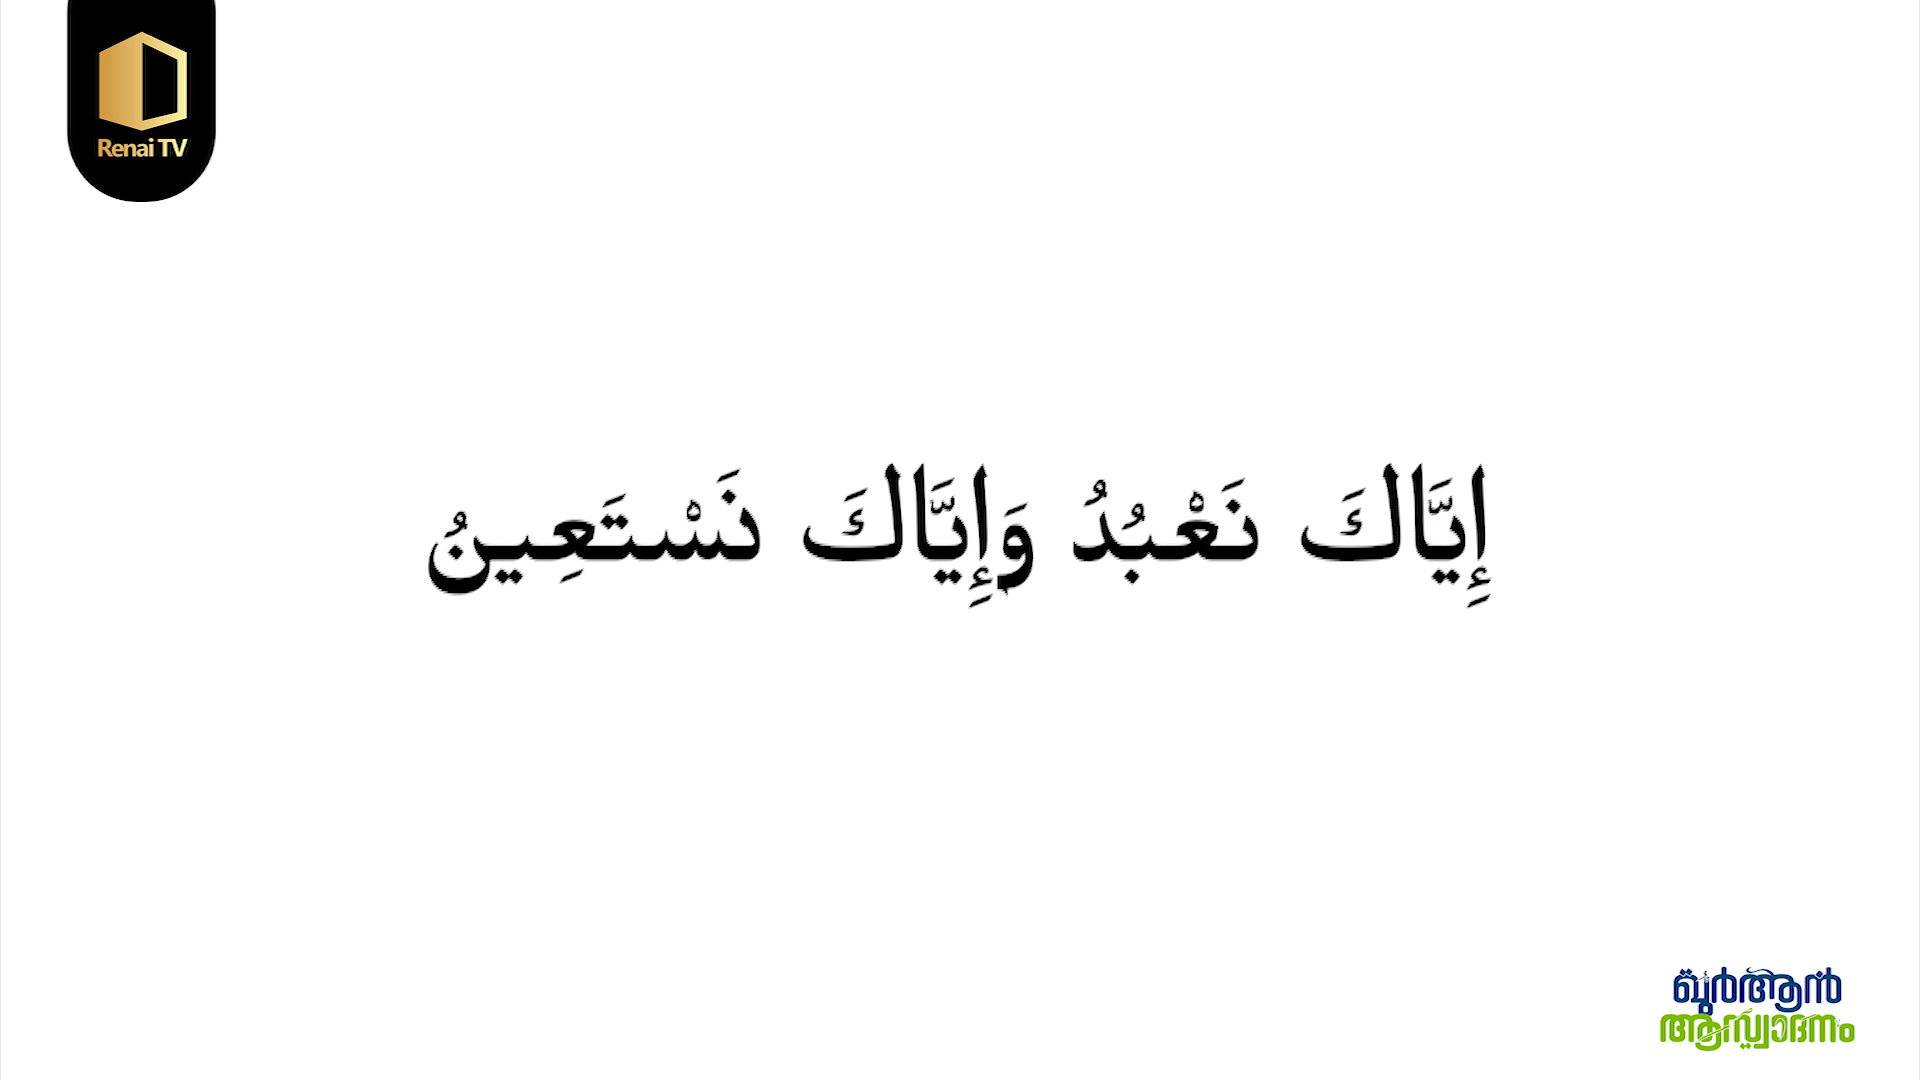 Renai TV
إِيَّاكَ نَعْبُدُ وَإِيَّاكَ نَسْتَعِينُ
ഖുർആൻ
ആസ്വാദനം